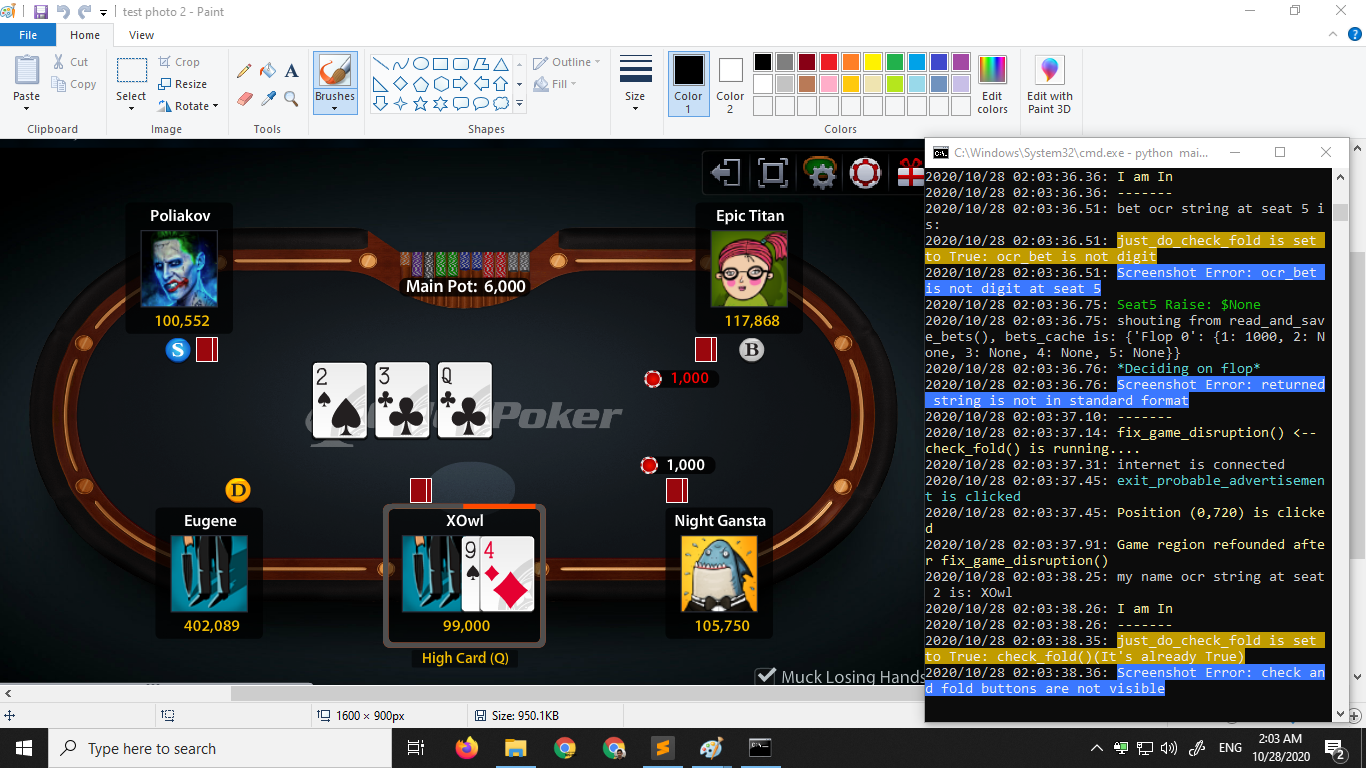 test photo 2 - Paint
File Home View
Paste
Cut
Copy
Clipboard
Select
Crop
Resize
Rotate
Image
A
Tools
Brushes
Outline
Fill
Shapes
Size
Color 1
Color 2
Colors
Edit colors
Edit with Paint 3D
Poliakov
100,552
S
Main Pot: 6,000
Epic Titan
117,868
B
1,000
2
3
Q
Poker
1,000
D
Eugene
402,089
XOwl
9
4
99,000
High Card (Q)
Night Gansta
105,750
Muck Losing Hands
C:\Windows\System32\cmd.exe - python mai...
2020/10/28 02:03:36.36: I am In
2020/10/28 02:03:36.36: -------
2020/10/28 02:03:36.51: bet ocr string at seat 5 i
s:
2020/10/28 02:03:36.51: just_do_check_fold is set
to True: ocr_bet is not digit
2020/10/28 02:03:36.51: Screenshot Error: ocr_bet
is not digit at seat 5
2020/10/28 02:03:36.75: Seat5 Raise: $None
2020/10/28 02:03:36.75: shouting from read_and_sav
e_bets(), bets_cache is: {'Flop 0': {1: 1000, 2: N
one, 3: None, 4: None, 5: None}}
2020/10/28 02:03:36.76: *Deciding on flop*
2020/10/28 02:03:36.76: Screenshot Error: returned
string is not in standard format
2020/10/28 02:03:37.10: -------
2020/10/28 02:03:37.14: fix_game_disruption() <--
check_fold() is running....
2020/10/28 02:03:37.31: internet is connected
2020/10/28 02:03:37.45: exit_probable_advertisemen
t is clicked
2020/10/28 02:03:37.45: Position (0,720) is clicke
d
2020/10/28 02:03:37.91: Game region refounded afte
r fix_game_disruption()
2020/10/28 02:03:38.25: my name ocr string at seat
2 is: XOwl
2020/10/28 02:03:38.26: I am In
2020/10/28 02:03:38.26: -------
2020/10/28 02:03:38.35: just_do_check_fold is set
to True: check_fold()(It's already True)
2020/10/28 02:03:38.36: Screenshot Error: check an
d fold buttons are not visible
1600 × 900px
Size: 950.1KB
Type here to search
ENG
2:03 AM
10/28/2020
2